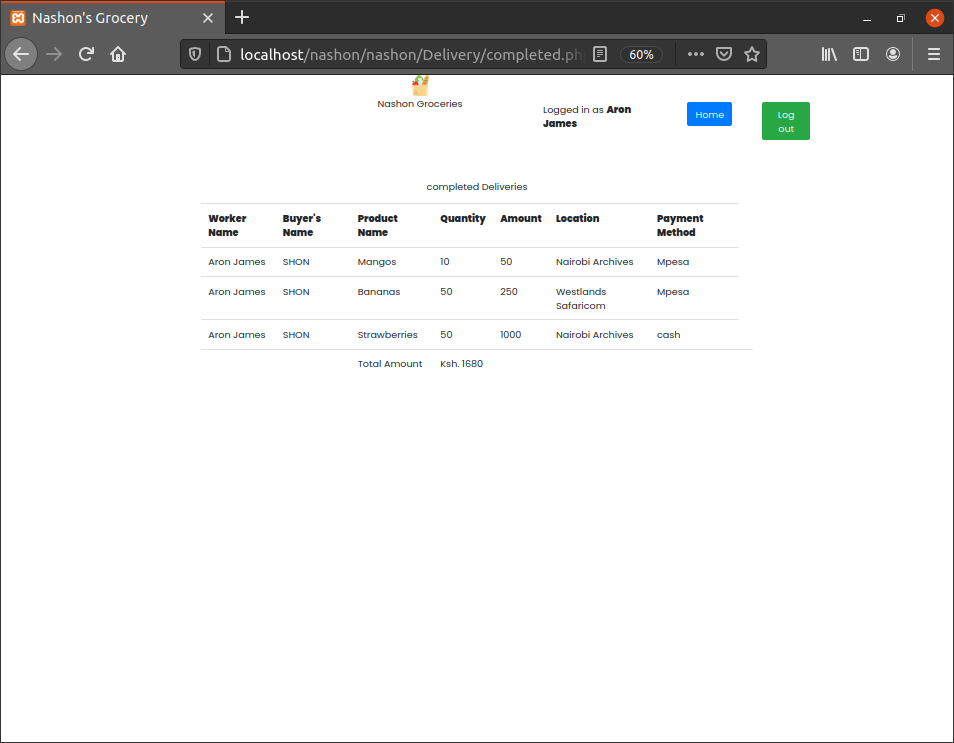 Nashon's Grocery
localhost/nashon/nashon/Delivery/completed.ph
60%
Nashon Groceries
Logged in as Aron
James
Home
Log
out
completed Deliveries
Worker Name Buyer's Name Product Name Quantity Amount Location Payment Method
Aron James SHON Mangos 10 50 Nairobi Archives Mpesa
Aron James SHON Bananas 50 250 Westlands Safaricom Mpesa
Aron James SHON Strawberries 50 1000 Nairobi Archives cash
Total Amount Ksh. 1680